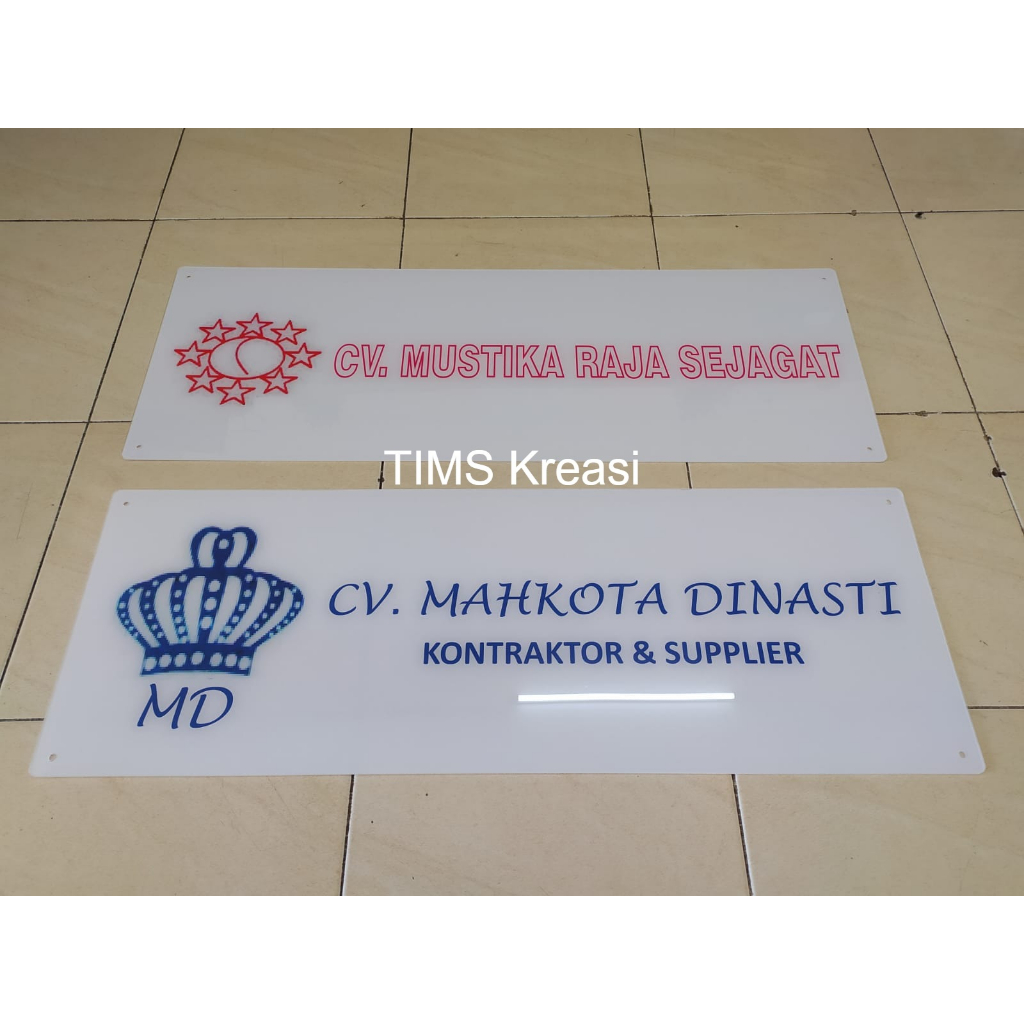 CV. MUSTIKA RAJA SEJAGAT
TIMS Kreasi
CV. MAHKOTA DINASTI
KONTRAKTOR & SUPPLIER
MD